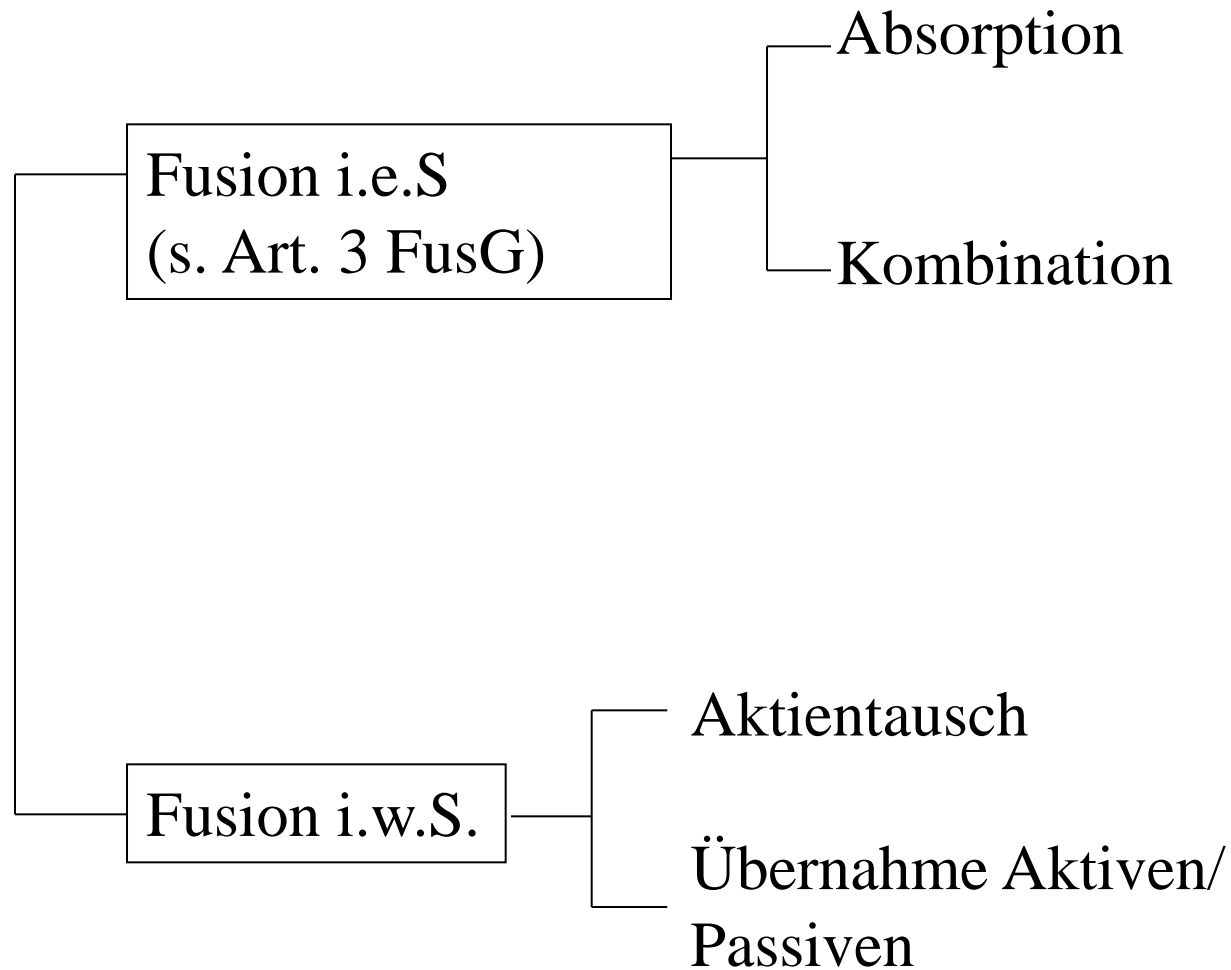 Absorption
Fusion i.e.S
(s. Art. 3 FusG)
Kombination
Aktientausch
Fusion i.w.S.
Übernahme Aktiven/
Passiven